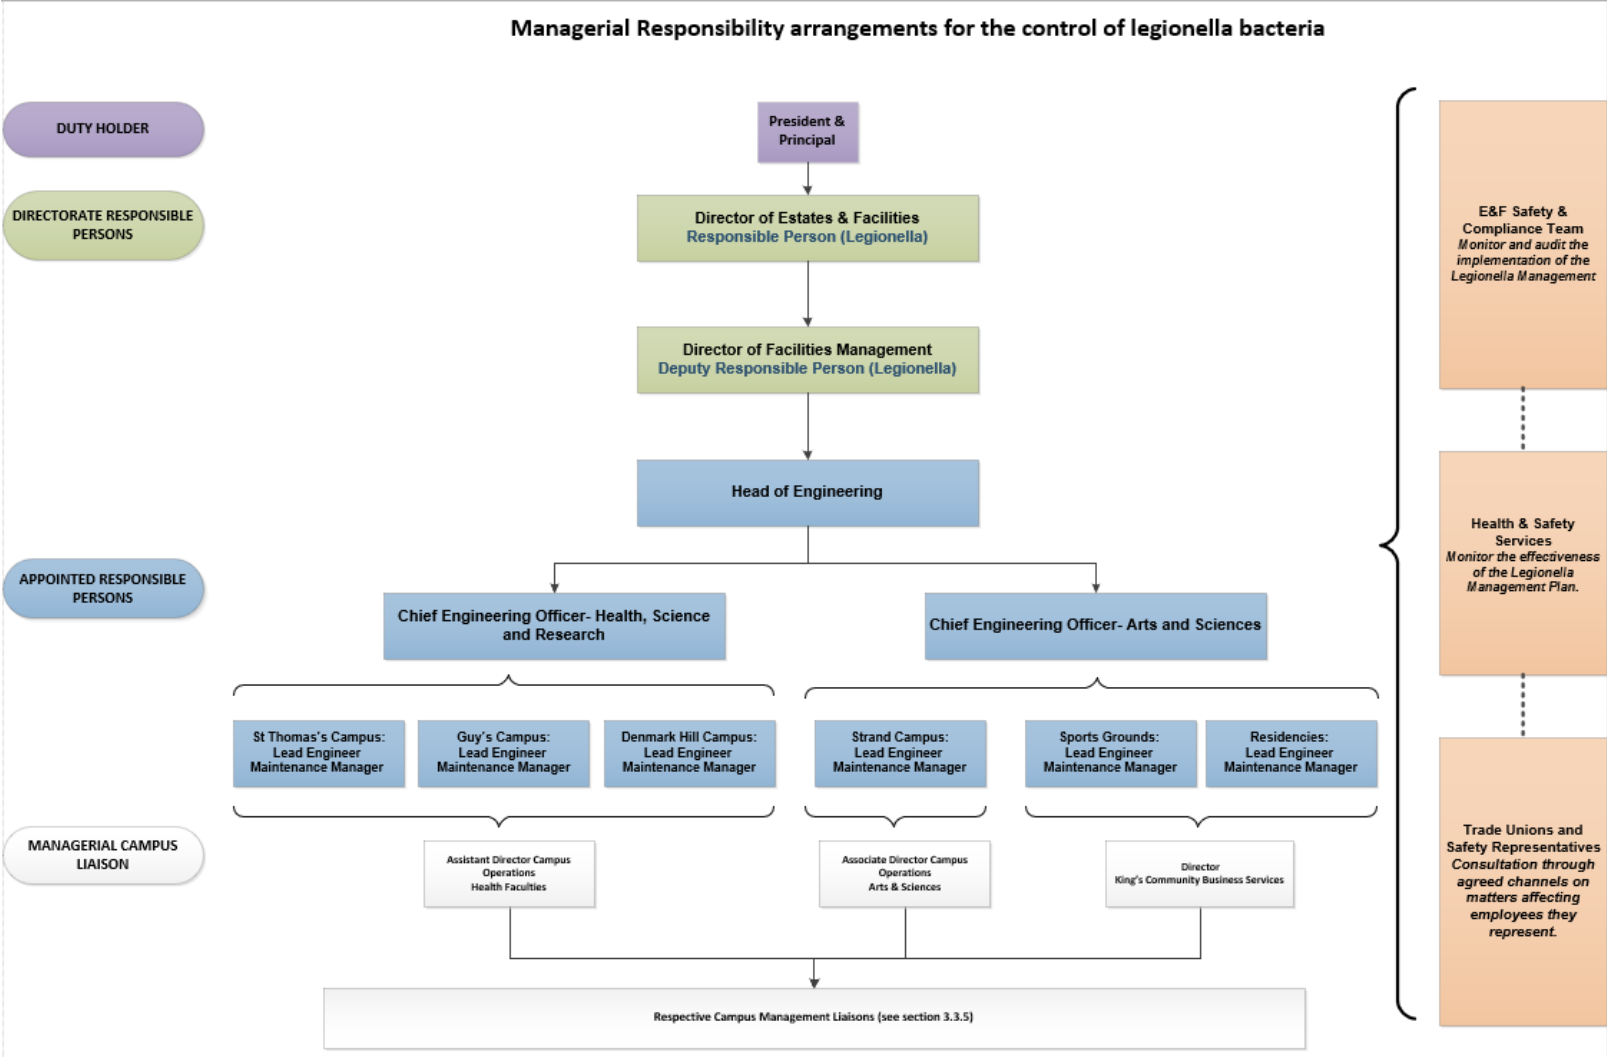 Managerial Responsibility arrangements for the control of legionella bacteria
DUTY HOLDER
President &
Principal
DIRECTORATE RESPONSIBLE
PERSONS
Director of Estates & Facilities
Responsible Person (Legionella)
Director of Facilities Management
Deputy Responsible Person (Legionella)
Head of Engineering
APPOINTED RESPONSIBLE
PERSONS
Chief Engineering Officer- Health, Science
and Research
Chief Engineering Officer- Arts and Sciences
St Thomas's Campus:
Lead Engineer
Maintenance Manager
Guy's Campus:
Lead Engineer
Maintenance Manager
Denmark Hill Campus:
Lead Engineer
Maintenance Manager
Strand Campus:
Lead Engineer
Maintenance Manager
Sports Grounds:
Lead Engineer
Maintenance Manager
Residencies:
Lead Engineer
Maintenance Manager
MANAGERIAL CAMPUS
LIAISON
Assistant Director Campus
Operations
Health Faculties
Associate Director Campus
Operations
Arts & Sciences
Director
King's Community Business Services
Respective Campus Management Liaisons (see section 3.3.5)
E&F Safety &
Compliance Team
Monitor and audit the
implementation of the
Legionella Management
Health & Safety
Services
Monitor the effectiveness
of the Legionella
Management Plan.
Trade Unions and
Safety Representatives
Consultation through
agreed channels on
matters affecting
employees they
represent.